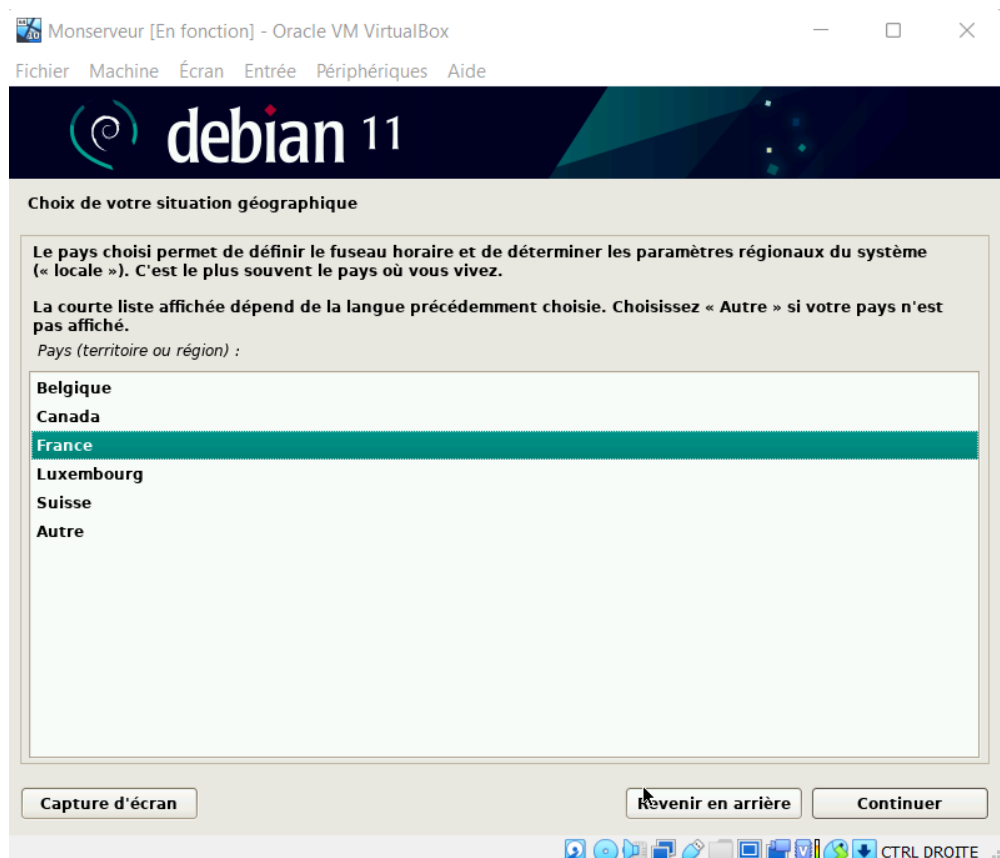 Monserveur [En fonction] - Oracle VM VirtualBox
Fichier Machine Écran Entrée Périphériques Aide
debian 11
Choix de votre situation géographique
Le pays choisi permet de définir le fuseau horaire et de déterminer les paramètres régionaux du système
(« locale »). C'est le plus souvent le pays où vous vivez.
La courte liste affichée dépend de la langue précédemment choisie. Choisissez « Autre » si votre pays n'est
pas affiché.
Pays (territoire ou région) :
Belgique
Canada
France
Luxembourg
Suisse
Autre
Capture d'écran Revenir en arrière Continuer
CTRL DROITE